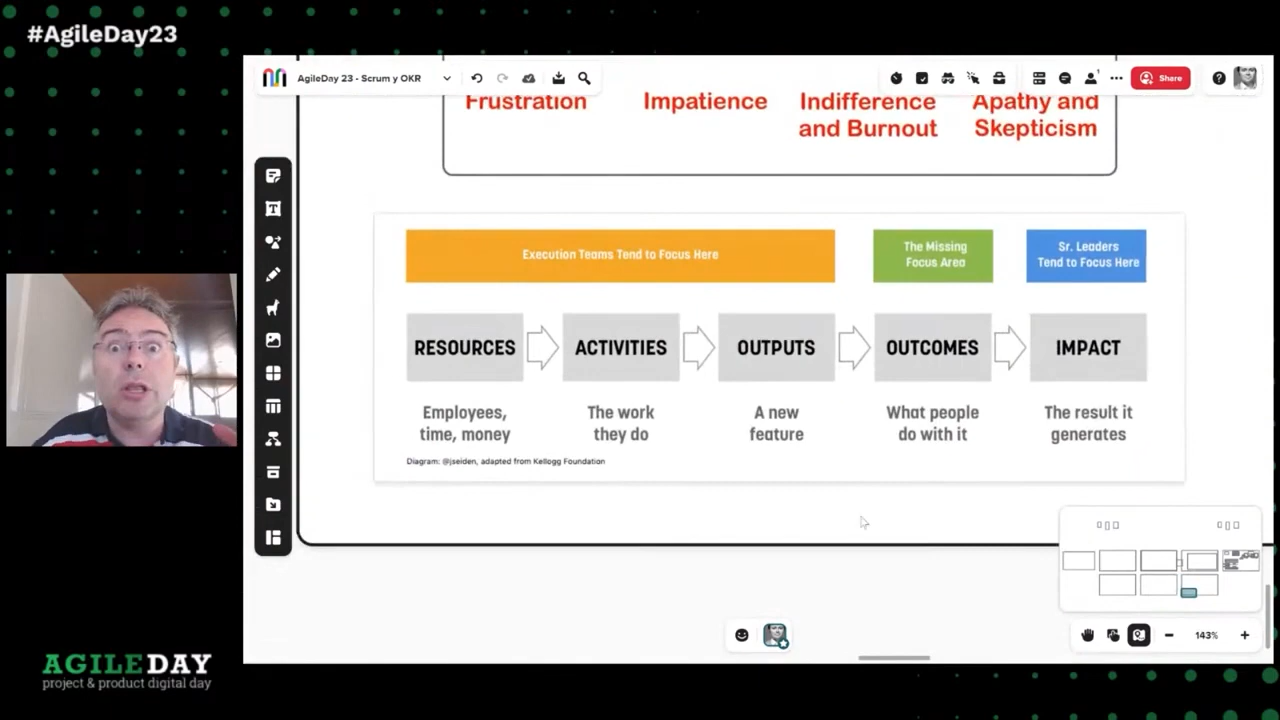 #AgileDay23
AgileDay 23 - Scrum y OKR
Share
Frustration
Impatience
Indifference
and Burnout
Apathy and
Skepticism
Execution Teams Tend to Focus Here
The Missing
Focus Area
Sr. Leaders
Tend to Focus Here
RESOURCES
ACTIVITIES
OUTPUTS
OUTCOMES
IMPACT
Employees,
time, money
The work
they do
A new
feature
What people
do with it
The result it
generates
Diagram: @jseiden, adapted from Kellogg Foundation
143%
AGILEDAY
project & product digital day